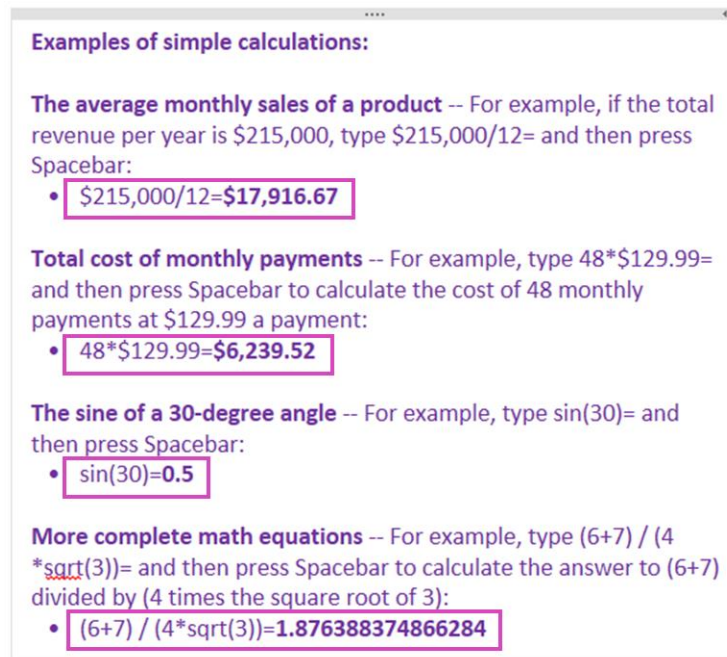 Examples of simple calculations:
The average monthly sales of a product -- For example, if the total
revenue per year is $215,000, type $215,000/12= and then press
Spacebar:
• $215,000/12=$17,916.67
Total cost of monthly payments -- For example, type 48*$129.99=
and then press Spacebar to calculate the cost of 48 monthly
payments at $129.99 a payment:
• 48*$129.99=$6,239.52
The sine of a 30-degree angle -- For example, type sin(30)= and
then press Spacebar:
• sin(30)=0.5
More complete math equations -- For example, type (6+7) / (4
*sqrt(3))= and then press Spacebar to calculate the answer to (6+7)
divided by (4 times the square root of 3):
• (6+7) / (4*sqrt(3))=1.876388374866284